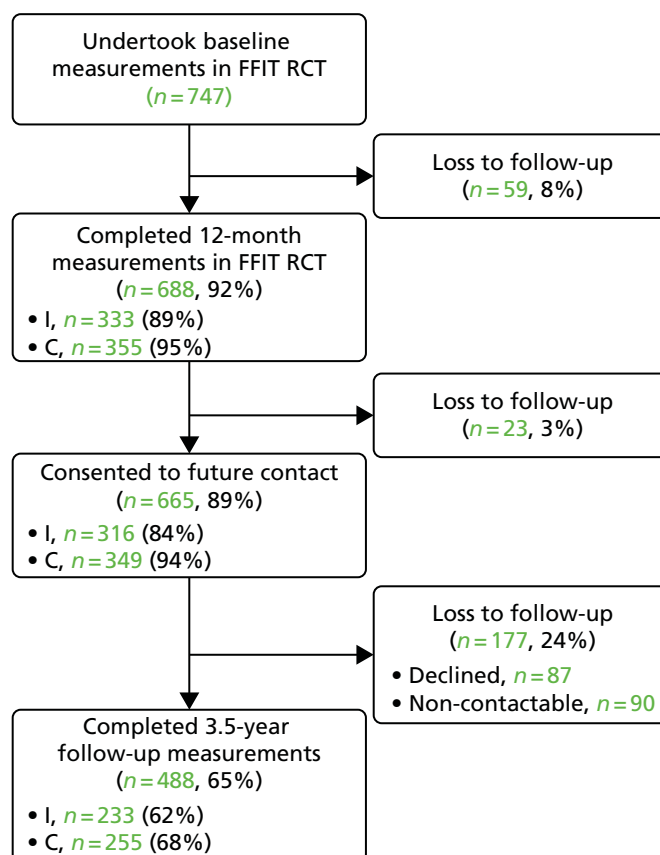 Undertook baseline
measurements in FFIT RCT
(n=747)
Loss to follow-up
(n=59, 8%)
Completed 12-month
measurements in FFIT RCT
(n=688, 92%)
• I, n=333 (89%)
• C, n=355 (95%)
Loss to follow-up
(n=23, 3%)
Consented to future contact
(n=665, 89%)
• I, n=316 (84%)
• C, n=349 (94%)
Loss to follow-up
(n=177, 24%)
• Declined, n=87
• Non-contactable, n=90
Completed 3.5-year
follow-up measurements
(n=488, 65%)
• I, n=233 (62%)
• C, n=255 (68%)